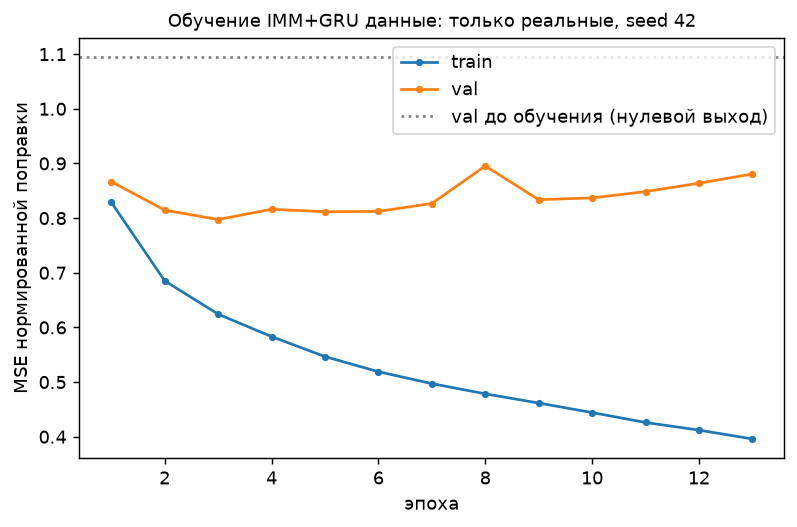 Обучение IMM+GRU данные: только реальные, seed 42
MSE нормированной поправки
1.1
1.0
0.9
0.8
0.7
0.6
0.5
0.4
train
val
val до обучения (нулевой выход)
2 4 6 8 10 12
эпоха